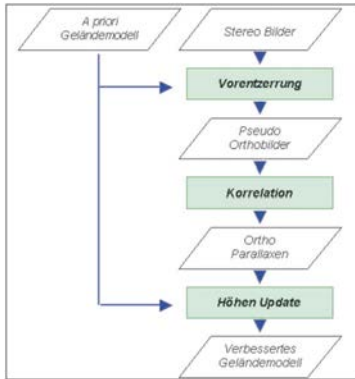 A priori
Geländemodell
Stereo Bilder
Vorentzerrung
Pseudo
Orthobilder
Korrelation
Ortho
Parallaxen
Höhen Update
Verbessertes
Geländemodell